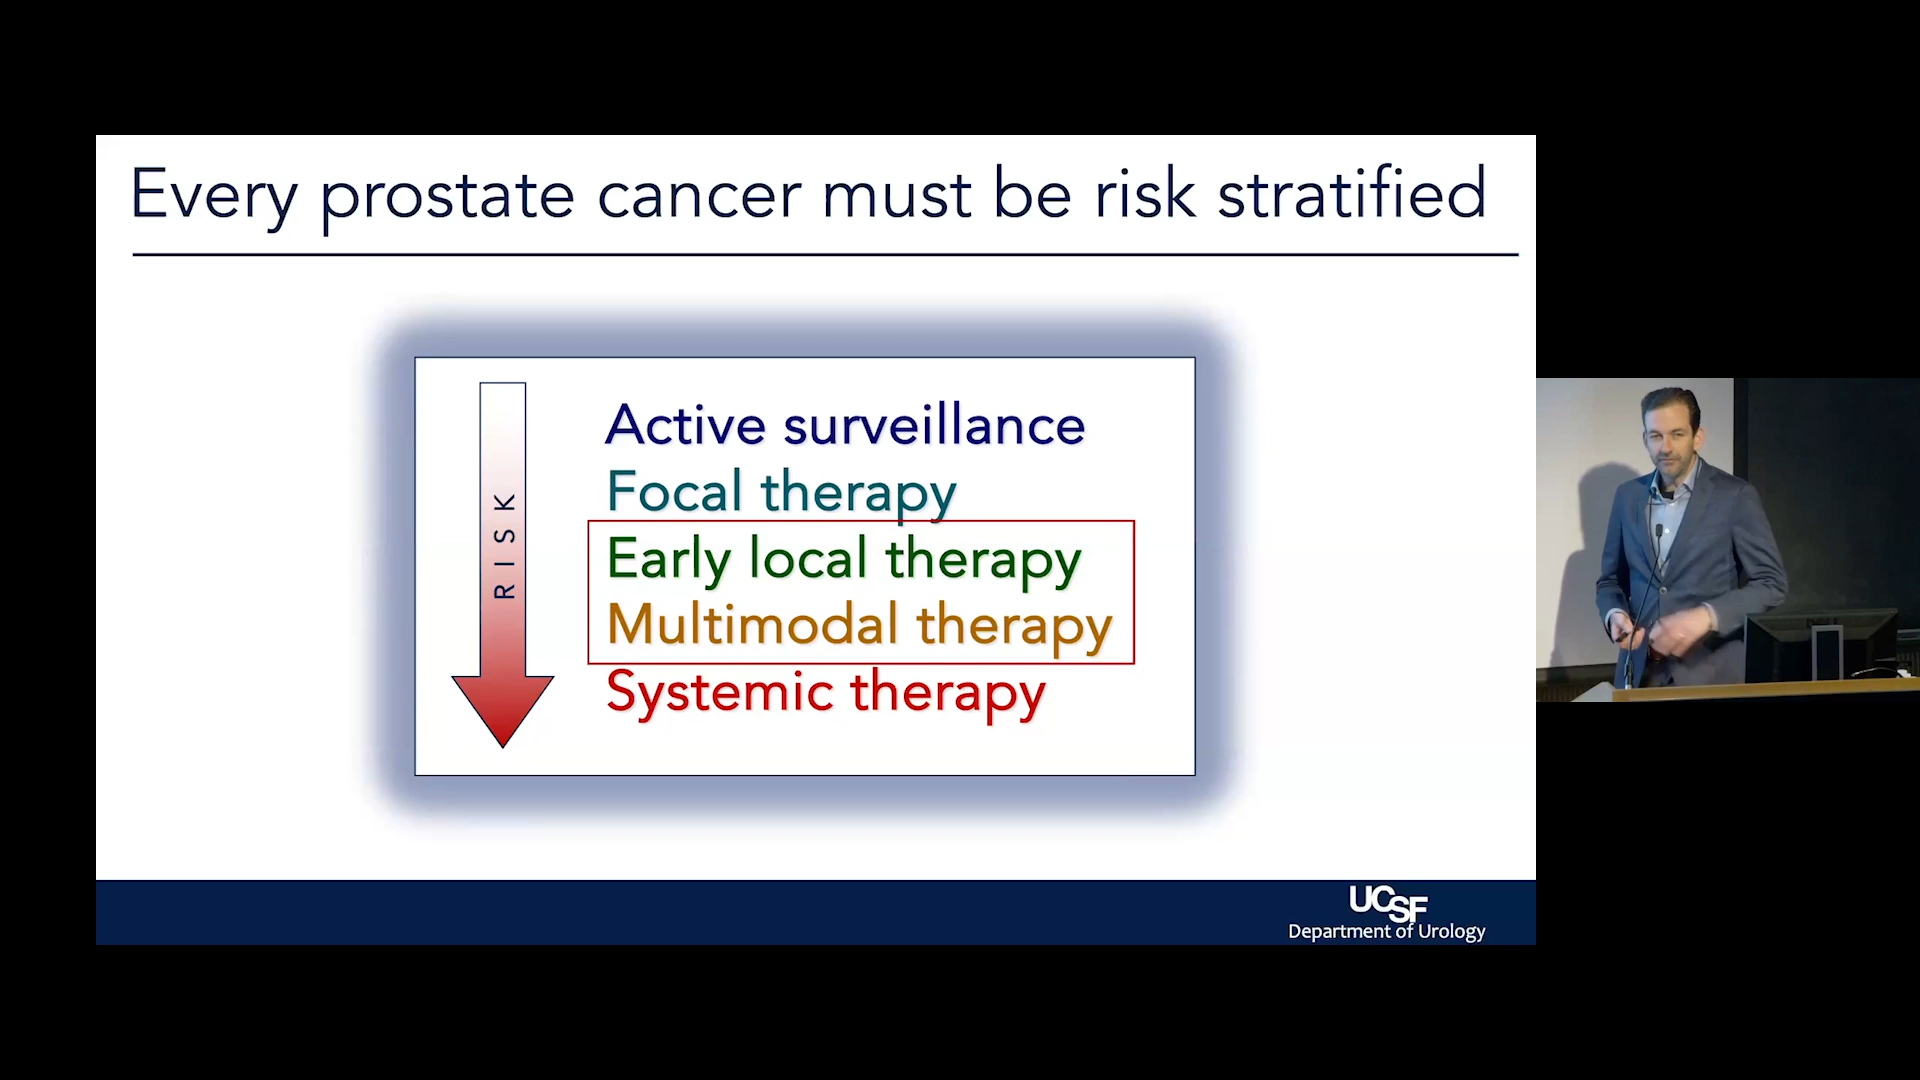 Every prostate cancer must be risk stratified
RISK
Active surveillance
Focal therapy
Early local therapy
Multimodal therapy
Systemic therapy
UCSF
Department of Urology